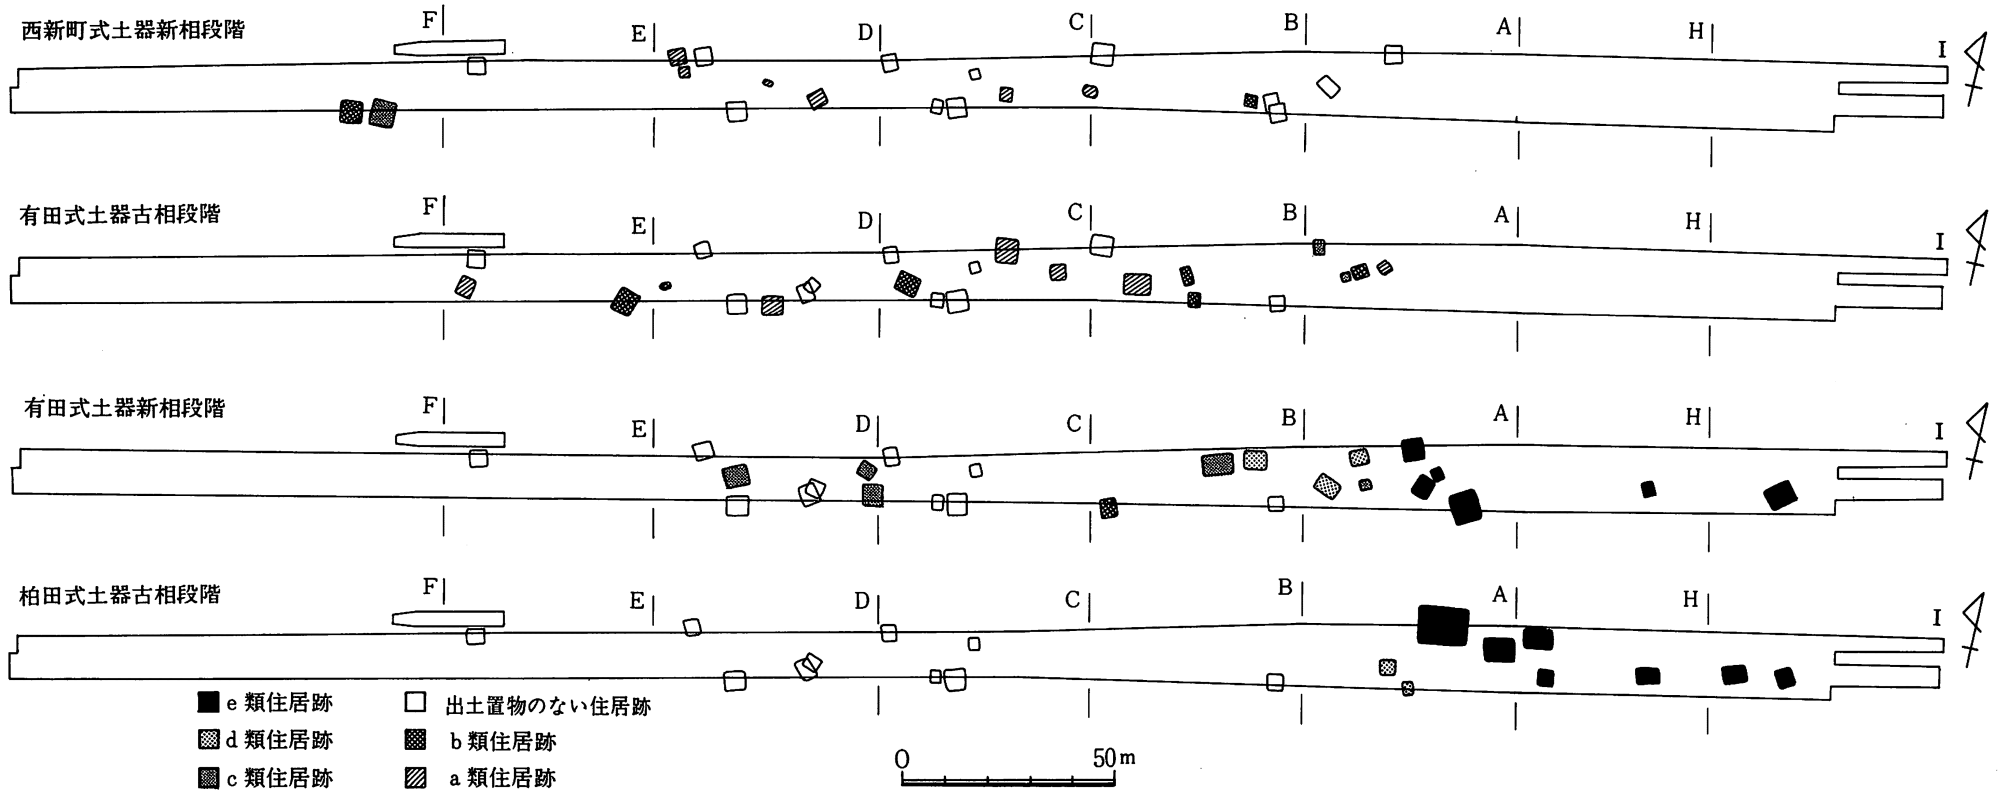 西新町式土器新相段階
F E D C B A H I
有田式土器古相段階
F E D C B A H I
有田式土器新相段階
F E D C B A H I
柏田式土器古相段階
F E D C B A H I
e 類住居跡
d 類住居跡
c 類住居跡
出土置物のない住居跡
b 類住居跡
a 類住居跡
0 50m